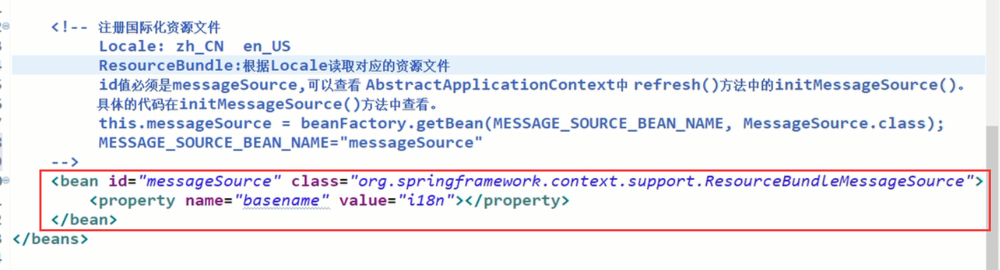 <!-- 注册国际化资源文件
Locale: zh_CN en_US
ResourceBundle:根据Locale读取对应的资源文件
id值必须是messageSource,可以查看 AbstractApplicationContext中 refresh()方法中的initMessageSource()。
具体的代码在initMessageSource()方法中查看。
this.messageSource = beanFactory.getBean(MESSAGE_SOURCE_BEAN_NAME, MessageSource.class);
MESSAGE_SOURCE_BEAN_NAME="messageSource"
-->
<bean id="messageSource" class="org.springframework.context.support.ResourceBundleMessageSource">
<property name="basename" value="i18n"></property>
</bean>
</beans>